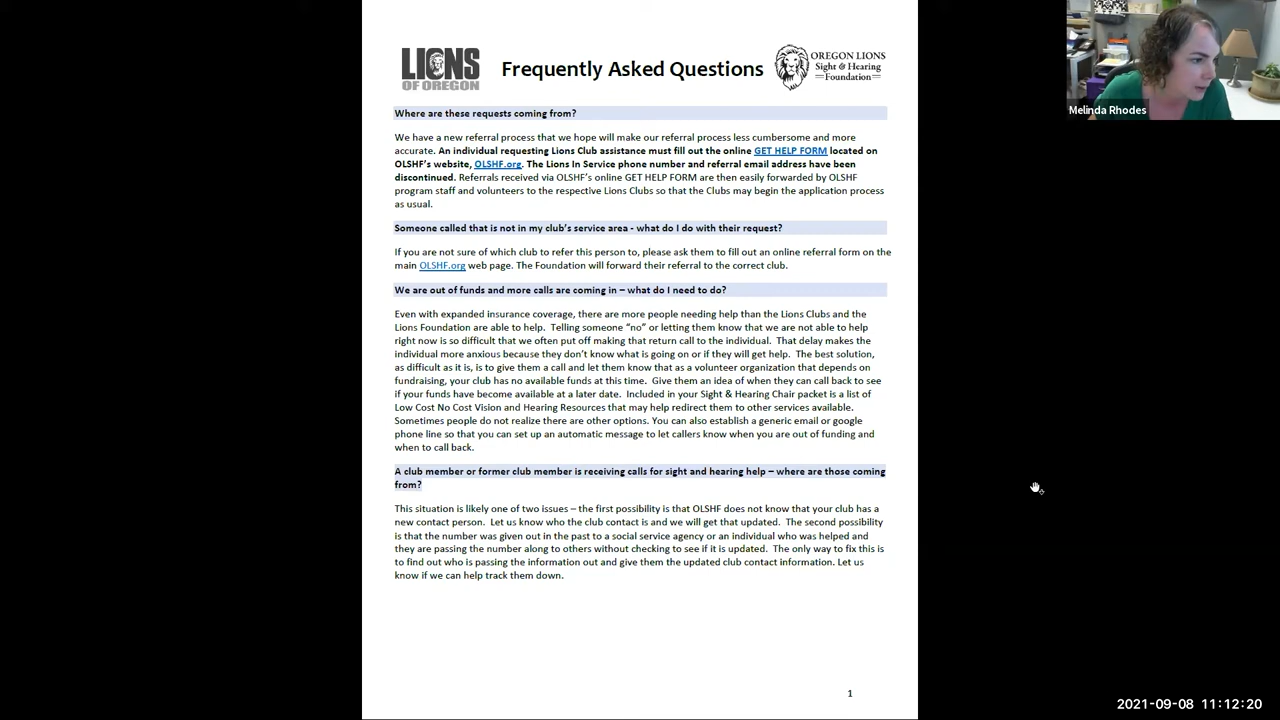 LIONS
OF OREGON
Frequently Asked Questions
OREGON LIONS
Sight & Hearing
Foundation
Melinda Rhodes
Where are these requests coming from?
We have a new referral process that we hope will make our referral process less cumbersome and more
accurate. An individual requesting Lions Club assistance must fill out the online GET HELP FORM located on
OLSHF's website, OLSHF.org. The Lions In Service phone number and referral email address have been
discontinued. Referrals received via OLSHF's online GET HELP FORM are then easily forwarded by OLSHF
program staff and volunteers to the respective Lions Clubs so that the Clubs may begin the application process
as usual.
Someone called that is not in my club's service area - what do I do with their request?
If you are not sure of which club to refer this person to, please ask them to fill out an online referral form on the
main OLSHF.org web page. The Foundation will forward their referral to the correct club.
We are out of funds and more calls are coming in – what do I need to do?
Even with expanded insurance coverage, there are more people needing help than the Lions Clubs and the
Lions Foundation are able to help. Telling someone “no” or letting them know that we are not able to help
right now is so difficult that we often put off making that return call to the individual. That delay makes the
individual more anxious because they don't know what is going on or if they will get help. The best solution,
as difficult as it is, is to give them a call and let them know that as a volunteer organization that depends on
fundraising, your club has no available funds at this time. Give them an idea of when they can call back to see
if your funds have become available at a later date. Included in your Sight & Hearing Chair packet is a list of
Low Cost No Cost Vision and Hearing Resources that may help redirect them to other services available.
Sometimes people do not realize there are other options. You can also establish a generic email or google
phone line so that you can set up an automatic message to let callers know when you are out of funding and
when to call back.
A club member or former club member is receiving calls for sight and hearing help – where are those coming
from?
This situation is likely one of two issues – the first possibility is that OLSHF does not know that your club has a
new contact person. Let us know who the club contact is and we will get that updated. The second possibility
is that the number was given out in the past to a social service agency or an individual who was helped and
they are passing the number along to others without checking to see if it is updated. The only way to fix this is
to find out who is passing the information out and give them the updated club contact information. Let us
know if we can help track them down.
1
2021-09-08 11:12:20